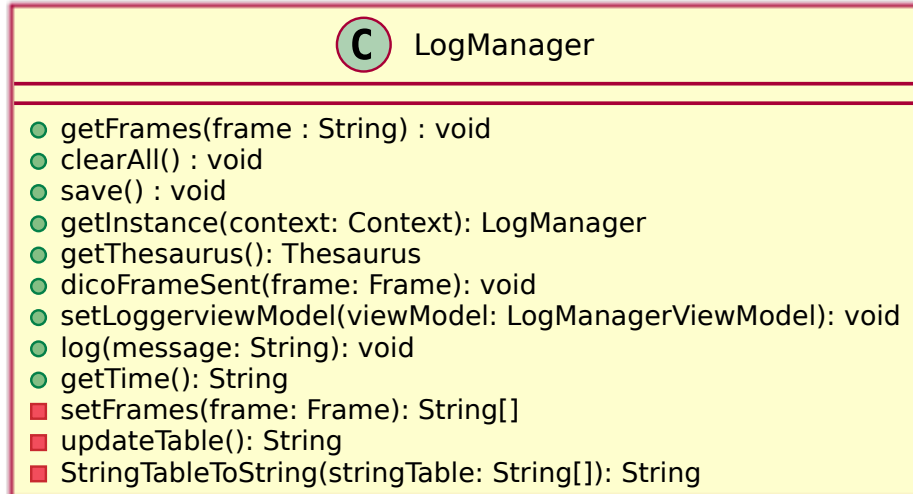 C LogManager
getFrames(frame : String) : void
clearAll() : void
save() : void
getInstance(context: Context): LogManager
getThesaurus(): Thesaurus
dicoFrameSent(frame: Frame): void
setLoggerviewModel(viewModel: LogManagerViewModel): void
log(message: String): void
getTime(): String
setFrames(frame: Frame): String[]
updateTable(): String
StringTableToString(stringTable: String[]): String